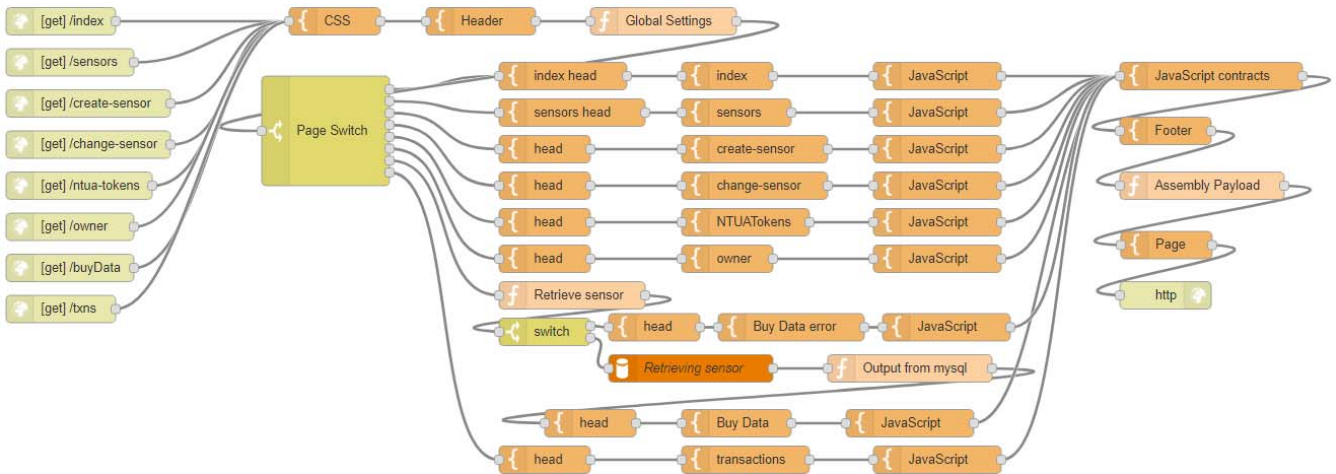 [get] /index
[get] /sensors
[get] /create-sensor
[get] /change-sensor
[get] /ntua-tokens
[get] /owner
[get] /buyData
[get] /txns
CSS
Header
Global Settings
Page Switch
index head
index
JavaScript
sensors head
sensors
JavaScript
head
create-sensor
JavaScript
head
change-sensor
JavaScript
head
NTUATokens
JavaScript
head
owner
JavaScript
Retrieve sensor
switch
head
Buy Data error
JavaScript
Retrieving sensor
Output from mysql
head
Buy Data
JavaScript
head
transactions
JavaScript
JavaScript contracts
Footer
Assembly Payload
Page
http